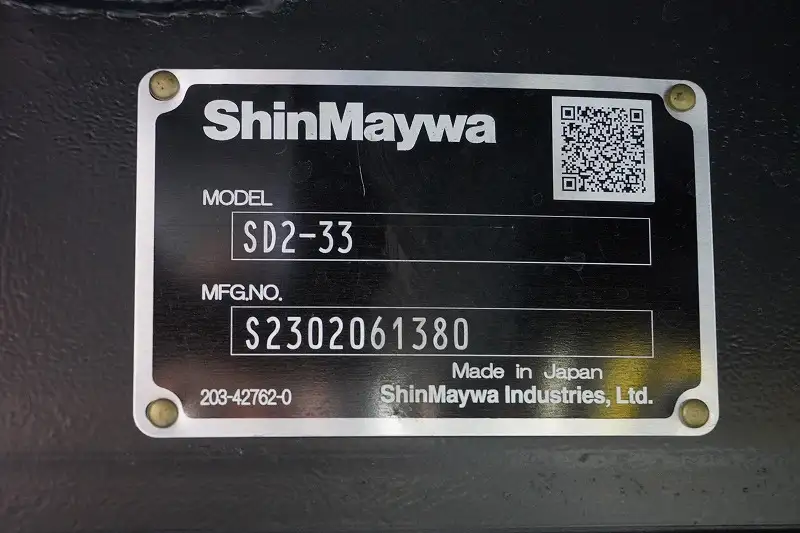 ShinMaywa
MODEL
SD2-33
MFG.NO.
S2302061380
Made in Japan
203-42762-0
ShinMaywa Industries, Ltd.